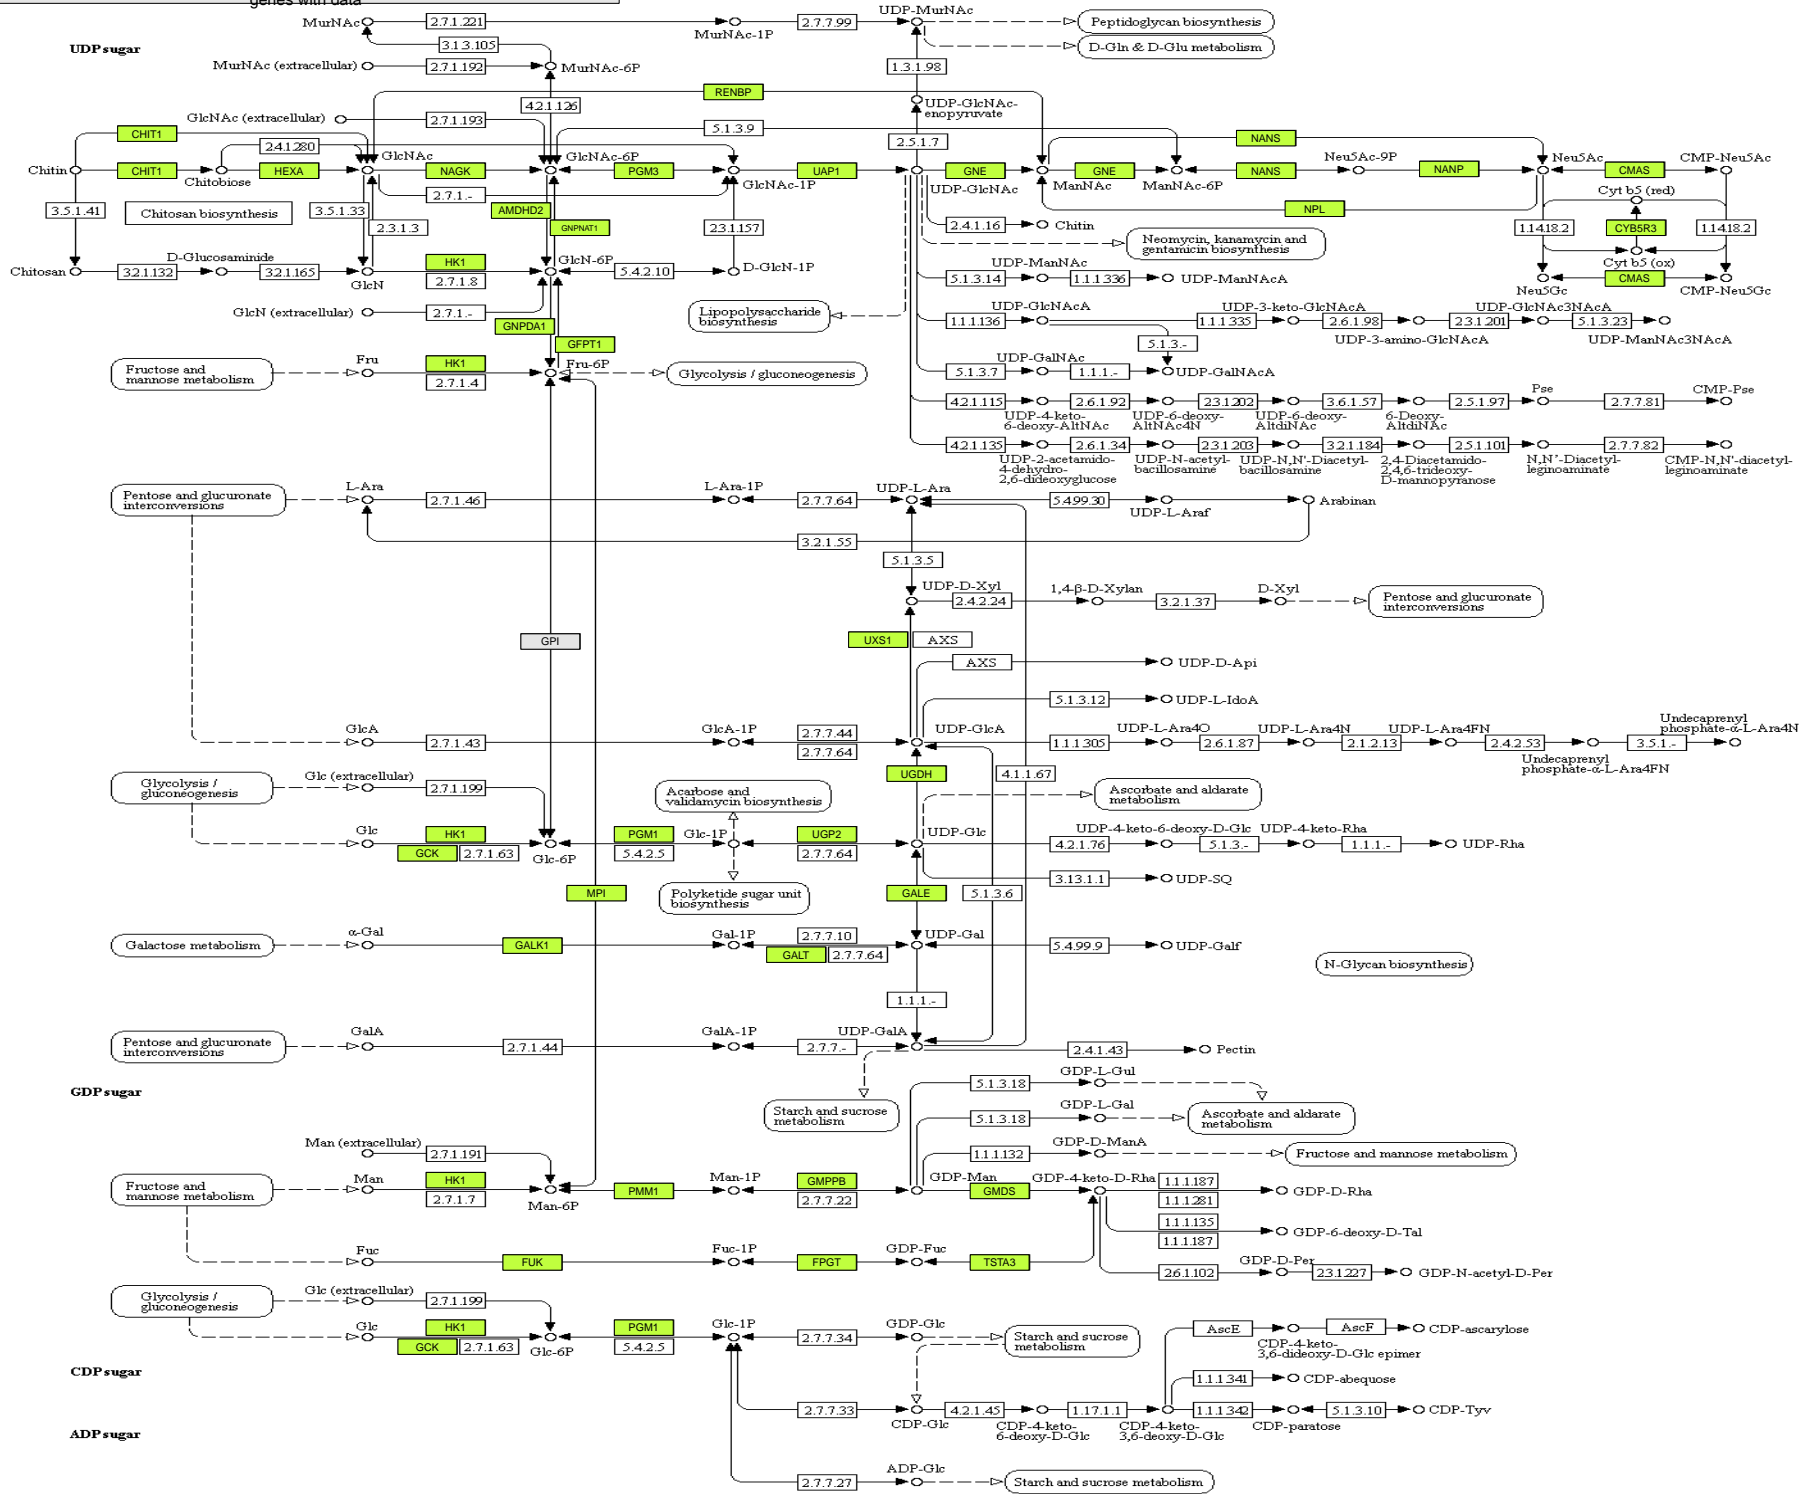 genes with data
MurNAc
2.7.1.221
MurNAc-1P
2.7.7.99
UDP-MurNAc
Peptidoglycan biosynthesis
UDP sugar
3.1.3.105
D-Gln & D-Glu metabolism
MurNAc (extracellular)
2.7.1.192
MurNAc-6P
1.3.1.98
RENBP
4.2.1.126
UDP-GlcNAc-
enopyruvate
GlcNAc (extracellular)
2.7.1.193
5.1.3.9
CHIT1
2.4.1.280
2.5.1.7
NANS
Chitin
CHIT1
Chitobiose
HEXA
GlcNAc
NAGK
GlcNAc-6P
PGM3
GlcNAc-1P
UAP1
UDP-GlcNAc
GNE
ManNAc
GNE
ManNAc-6P
NANS
Neu5Ac-9P
NANP
Neu5Ac
CMAS
CMP-Neu5Ac
2.7.1.-
Cyt b5 (red)
3.5.1.41
Chitosan biosynthesis
3.5.1.33
2.3.1.3
AMDHD2
GNPNAT1
2.3.1.157
2.4.1.16
Chitin
NPL
1.14.18.2
CYB5R3
1.14.18.2
Neomycin, kanamycin and
gentamicin biosynthesis
Cyt b5 (ox)
Chitosan
3.2.1.132
D-Glucosaminide
3.2.1.165
GlcN
HK1
2.7.1.8
GlcN-6P
5.4.2.10
D-GlcN-1P
UDP-ManNAc
5.1.3.14
1.1.1.336
UDP-ManNAcA
Neu5Gc
CMAS
CMP-Neu5Gc
GlcN (extracellular)
2.7.1.-
GNPDA1
GFPT1
Lipopolysaccharide
biosynthesis
UDP-GlcNAcA
UDP-3-keto-GlcNAcA
UDP-GlcNAc3NAcA
1.1.1.136
1.1.1.335
2.6.1.98
2.3.1.201
5.1.3.23
UDP-3-amino-GlcNAcA
UDP-ManNAc3NAcA
5.1.3.-
Fructose and
mannose metabolism
Fru
HK1
2.7.1.4
Fru-6P
Glycolysis / gluconeogenesis
UDP-GalNAc
5.1.3.7
1.1.1.-
UDP-GalNAcA
4.2.1.115
2.6.1.92
2.3.1.202
3.6.1.57
2.5.1.97
Pse
2.7.7.81
CMP-Pse
UDP-4-keto-
6-deoxy-AltNAc
UDP-6-deoxy-
AltNAc4N
UDP-6-deoxy-
AltdiNAc
6-Deoxy-
AltdiNAc
4.2.1.135
2.6.1.34
2.3.1.203
3.2.1.184
2.5.1.101
2.7.7.82
UDP-2-acetamido-
4-dehydro-
2,6-dideoxyglucose
UDP-N-acetyl-
bacillosamine
UDP-N,N'-Diacetyl-
bacillosamine
2,4-Diacetamido-
2,4,6-trideoxy-
D-mannopyranose
N,N'-Diacetyl-
leginoaminate
CMP-N,N'-diacetyl-
leginoaminate
Pentose and glucuronate
interconversions
L-Ara
2.7.1.46
L-Ara-1P
2.7.7.64
UDP-L-Ara
5.4.99.30
UDP-L-Araf
Arabinan
3.2.1.55
5.1.3.5
UDP-D-Xyl
2.4.2.24
1,4-β-D-Xylan
3.2.1.37
D-Xyl
Pentose and glucuronate
interconversions
GPI
UXS1
AXS
AXS
UDP-D-Api
5.1.3.12
UDP-L-IdoA
GlcA
2.7.1.43
GlcA-1P
2.7.7.44
2.7.7.64
UDP-GlcA
1.1.1.305
UDP-L-Ara4O
2.6.1.87
UDP-L-Ara4N
2.1.2.13
UDP-L-Ara4FN
2.4.2.53
Undecaprenyl
phosphate-α-L-Ara4FN
3.5.1.-
Undecaprenyl
phosphate-α-L-Ara4N
Glycolysis /
gluconeogenesis
Glc (extracellular)
2.7.1.199
Acarbose and
validamycin biosynthesis
UGDH
4.1.1.67
Ascorbate and aldarate
metabolism
Glc
HK1
GCK
2.7.1.63
Glc-6P
PGM1
5.4.2.5
Glc-1P
UGP2
2.7.7.64
UDP-Glc
UDP-4-keto-6-deoxy-D-Glc
UDP-4-keto-Rha
4.2.1.76
5.1.3.-
1.1.1.-
UDP-Rha
3.13.1.1
UDP-SQ
MPI
Polyketide sugar unit
biosynthesis
GALE
5.1.3.6
Galactose metabolism
α-Gal
GALK1
Gal-1P
2.7.7.10
GALT
2.7.7.64
UDP-Gal
5.4.99.9
UDP-Galf
N-Glycan biosynthesis
1.1.1.-
Pentose and glucuronate
interconversions
GalA
2.7.1.44
GalA-1P
2.7.7.-
UDP-GalA
2.4.1.43
Pectin
GDP sugar
Starch and sucrose
metabolism
5.1.3.18
GDP-L-Gul
5.1.3.18
GDP-L-Gal
Ascorbate and aldarate
metabolism
Man (extracellular)
2.7.1.191
1.1.1.132
GDP-D-ManA
Fructose and mannose metabolism
Fructose and
mannose metabolism
Man
HK1
2.7.1.7
Man-6P
PMM1
Man-1P
GMPPB
2.7.7.22
GDP-Man
GMDS
GDP-4-keto-D-Rha
1.1.1.187
1.1.1.281
GDP-D-Rha
1.1.1.135
1.1.1.187
GDP-6-deoxy-D-Tal
Fuc
FUK
Fuc-1P
FPGT
GDP-Fuc
TSTA3
2.6.1.102
GDP-D-Per
2.3.1.227
GDP-N-acetyl-D-Per
Glycolysis /
gluconeogenesis
Glc (extracellular)
2.7.1.199
Glc
HK1
GCK
2.7.1.63
Glc-6P
PGM1
5.4.2.5
Glc-1P
2.7.7.34
GDP-Glc
Starch and sucrose
metabolism
AscE
AscF
CDP-ascarylose
CDP-4-keto-
3,6-dideoxy-D-Glc epimer
CDP sugar
1.1.1.341
CDP-abequose
2.7.7.33
CDP-Glc
4.2.1.45
CDP-4-keto-
6-deoxy-D-Glc
1.17.1.1
CDP-4-keto-
3,6-deoxy-D-Glc
1.1.1.342
CDP-paratose
5.1.3.10
CDP-Tyv
ADP sugar
2.7.7.27
ADP-Glc
Starch and sucrose metabolism